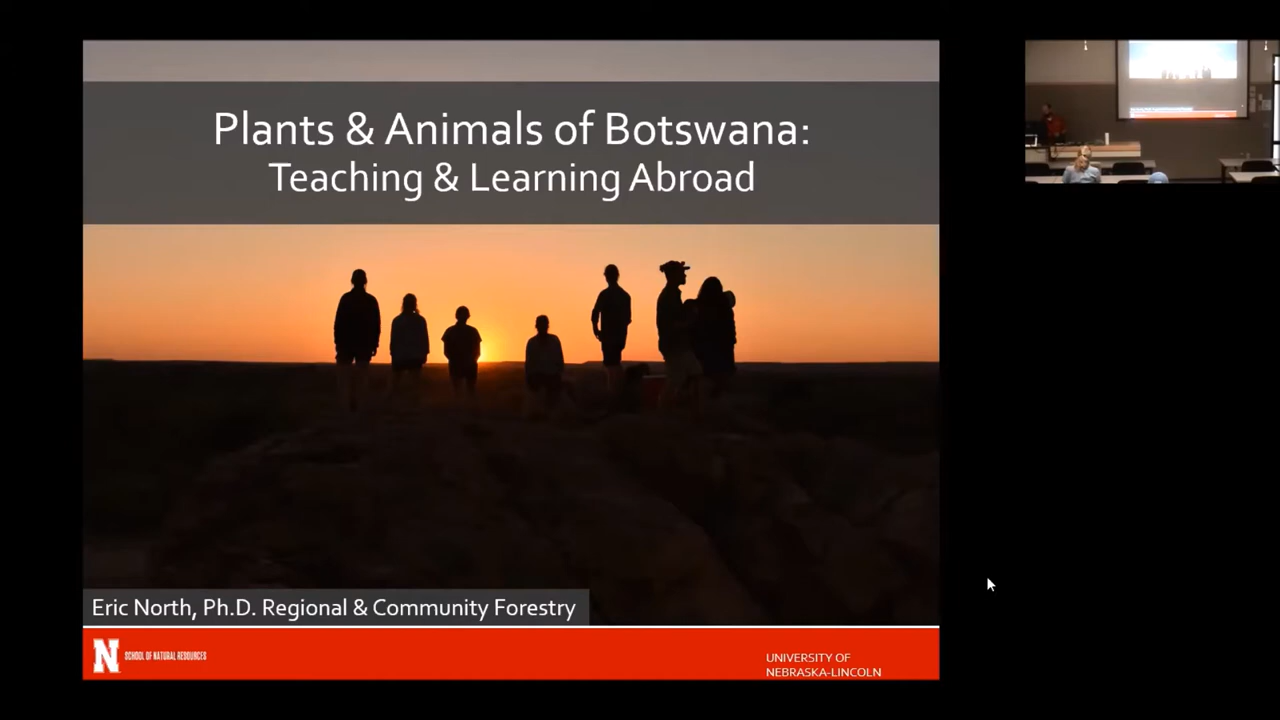 Plants & Animals of Botswana:
Teaching & Learning Abroad
Eric North, Ph.D. Regional & Community Forestry
N
SCHOOL OF NATURAL RESOURCES
UNIVERSITY OF
NEBRASKA-LINCOLN